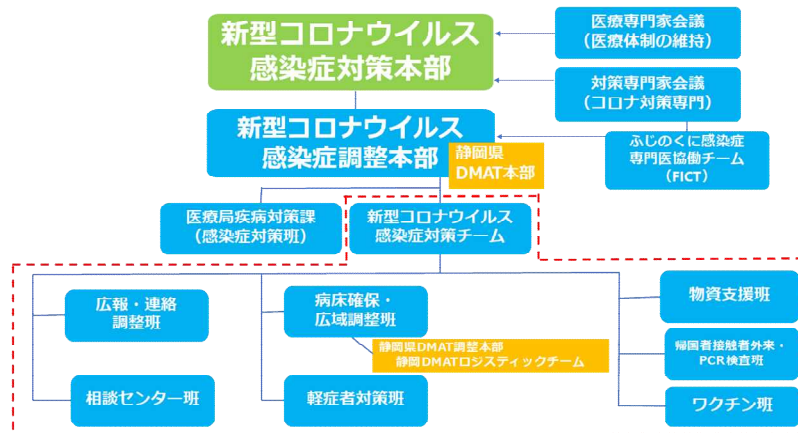 新型コロナウイルス
感染症対策本部
医療専門家会議
（医療体制の維持）
対策専門家会議
（コロナ対策専門）
新型コロナウイルス
感染症調整本部
静岡県
DMAT本部
ふじのくに感染症
専門医協働チーム
（FICT）
医療局疾病対策課
（感染症対策班）
新型コロナウイルス
感染症対策チーム
広報・連絡
調整班
病床確保・
広域調整班
物資支援班
静岡県DMAT調整本部
静岡DMATロジスティックチーム
帰国者接触者外来・
PCR検査班
相談センター班
軽症者対策班
ワクチン班